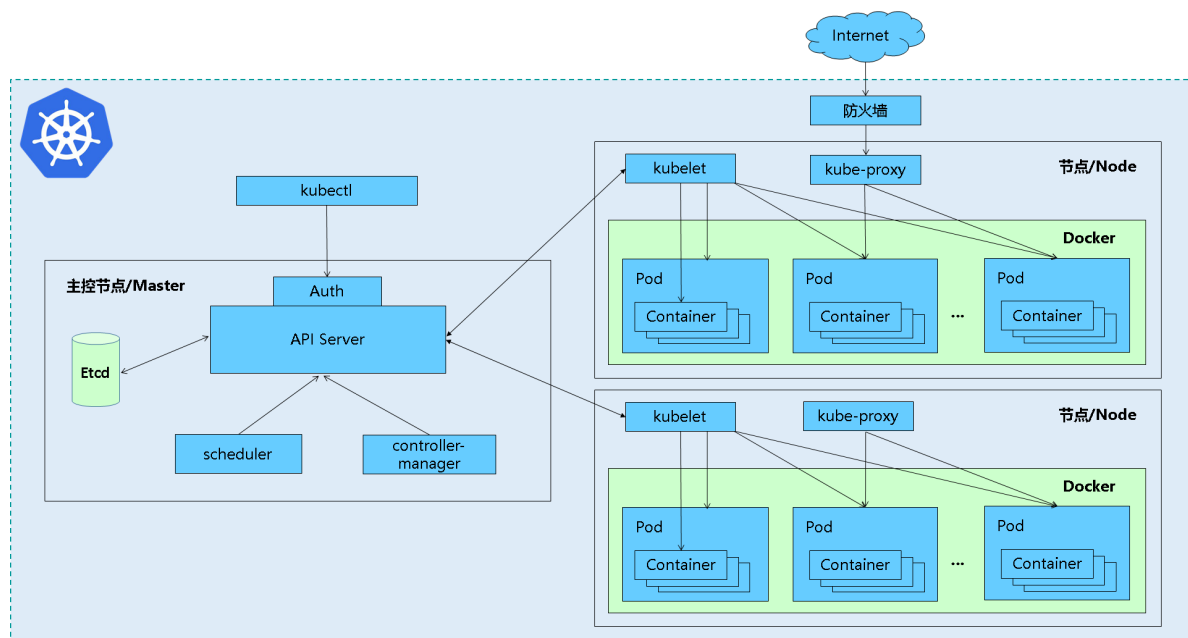 Internet
防火墙
kubectl
主控节点/Master
Auth
API Server
Etcd
scheduler
controller-
manager
节点/Node
kubelet
kube-proxy
Docker
Pod
Container
Pod
Container
...
Pod
Container
节点/Node
kubelet
kube-proxy
Docker
Pod
Container
Pod
Container
...
Pod
Container